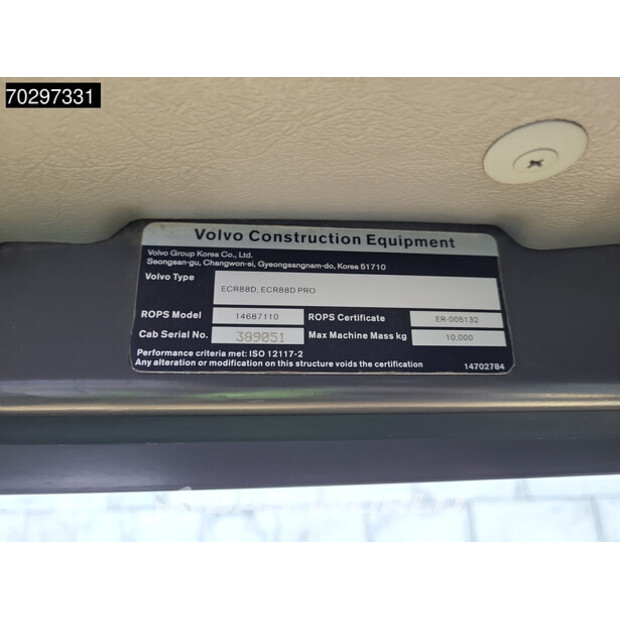 70297331
Volvo Construction Equipment
Volvo Group Korea Co., Ltd.
Seongsan-gu, Changwon-si, Gyeongsangnam-do, Korea 51710
Volvo Type ECR88D, ECR88D PRO
ROPS Model 14687110 ROPS Certificate ER-005132
Cab Serial No. 389051 Max Machine Mass kg 10,000
Performance criteria met: ISO 12117-2
Any alteration or modification on this structure voids the certification 14702784